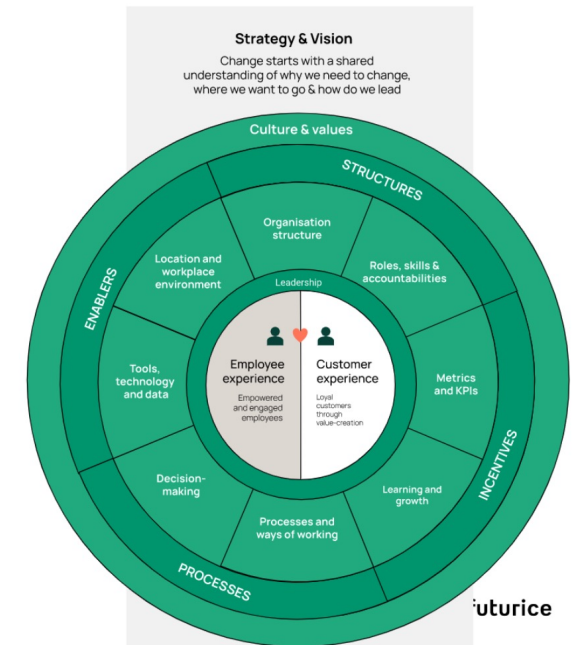 Strategy & Vision
Change starts with a shared
understanding of why we need to change,
where we want to go & how do we lead
Culture & values
STRUCTURES
Organisation
structure
Roles, skills &
accountabilities
Location and
workplace
environment
ENABLERS
Leadership
Employee
experience
Empowered
and engaged
employees
Customer
experience
Loyal
customers
through
value-creation
Tools,
technology
and data
Metrics
and KPIs
INCENTIVES
Decision-
making
Learning and
growth
Processes and
ways of working
PROCESSES
futurice